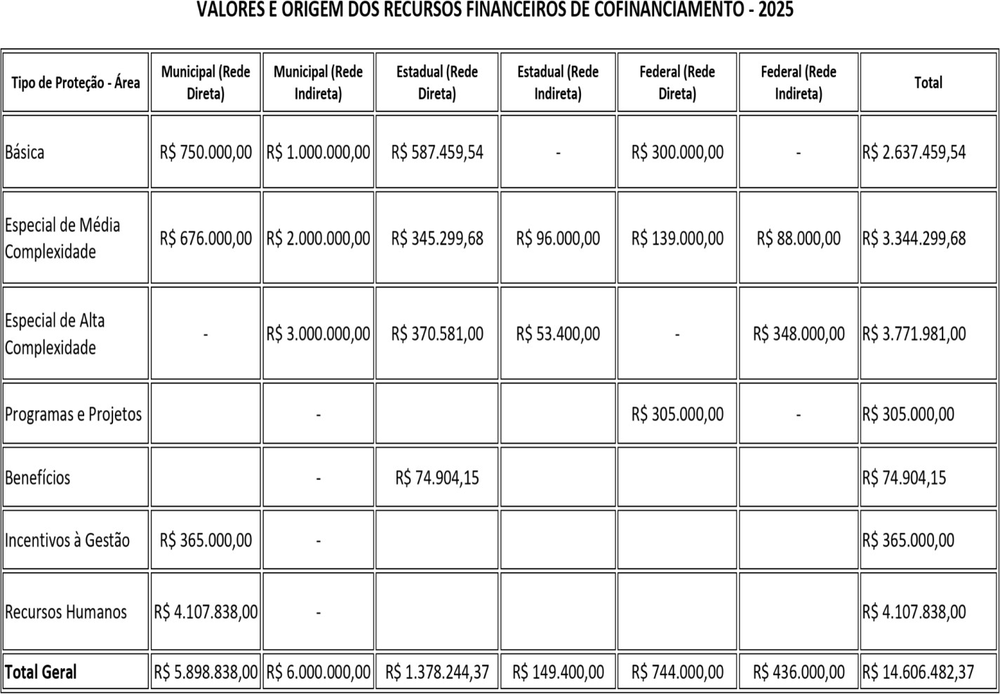 VALORES E ORIGEM DOS RECURSOS FINANCEIROS DE COFINANCIAMENTO - 2025
Tipo de Proteção - Área | Municipal (Rede Direta) | Municipal (Rede Indireta) | Estadual (Rede Direta) | Estadual (Rede Indireta) | Federal (Rede Direta) | Federal (Rede Indireta) | Total
Básica | R$ 750.000,00 | R$ 1.000.000,00 | R$ 587.459,54 | - | R$ 300.000,00 | - | R$ 2.637.459,54
Especial de Média Complexidade | R$ 676.000,00 | R$ 2.000.000,00 | R$ 345.299,68 | R$ 96.000,00 | R$ 139.000,00 | R$ 88.000,00 | R$ 3.344.299,68
Especial de Alta Complexidade | - | R$ 3.000.000,00 | R$ 370.581,00 | R$ 53.400,00 | - | R$ 348.000,00 | R$ 3.771.981,00
Programas e Projetos | | - | | | R$ 305.000,00 | - | R$ 305.000,00
Benefícios | | - | R$ 74.904,15 | | | | R$ 74.904,15
Incentivos à Gestão | R$ 365.000,00 | - | | | | | R$ 365.000,00
Recursos Humanos | R$ 4.107.838,00 | - | | | | | R$ 4.107.838,00
Total Geral | R$ 5.898.838,00 | R$ 6.000.000,00 | R$ 1.378.244,37 | R$ 149.400,00 | R$ 744.000,00 | R$ 436.000,00 | R$ 14.606.482,37